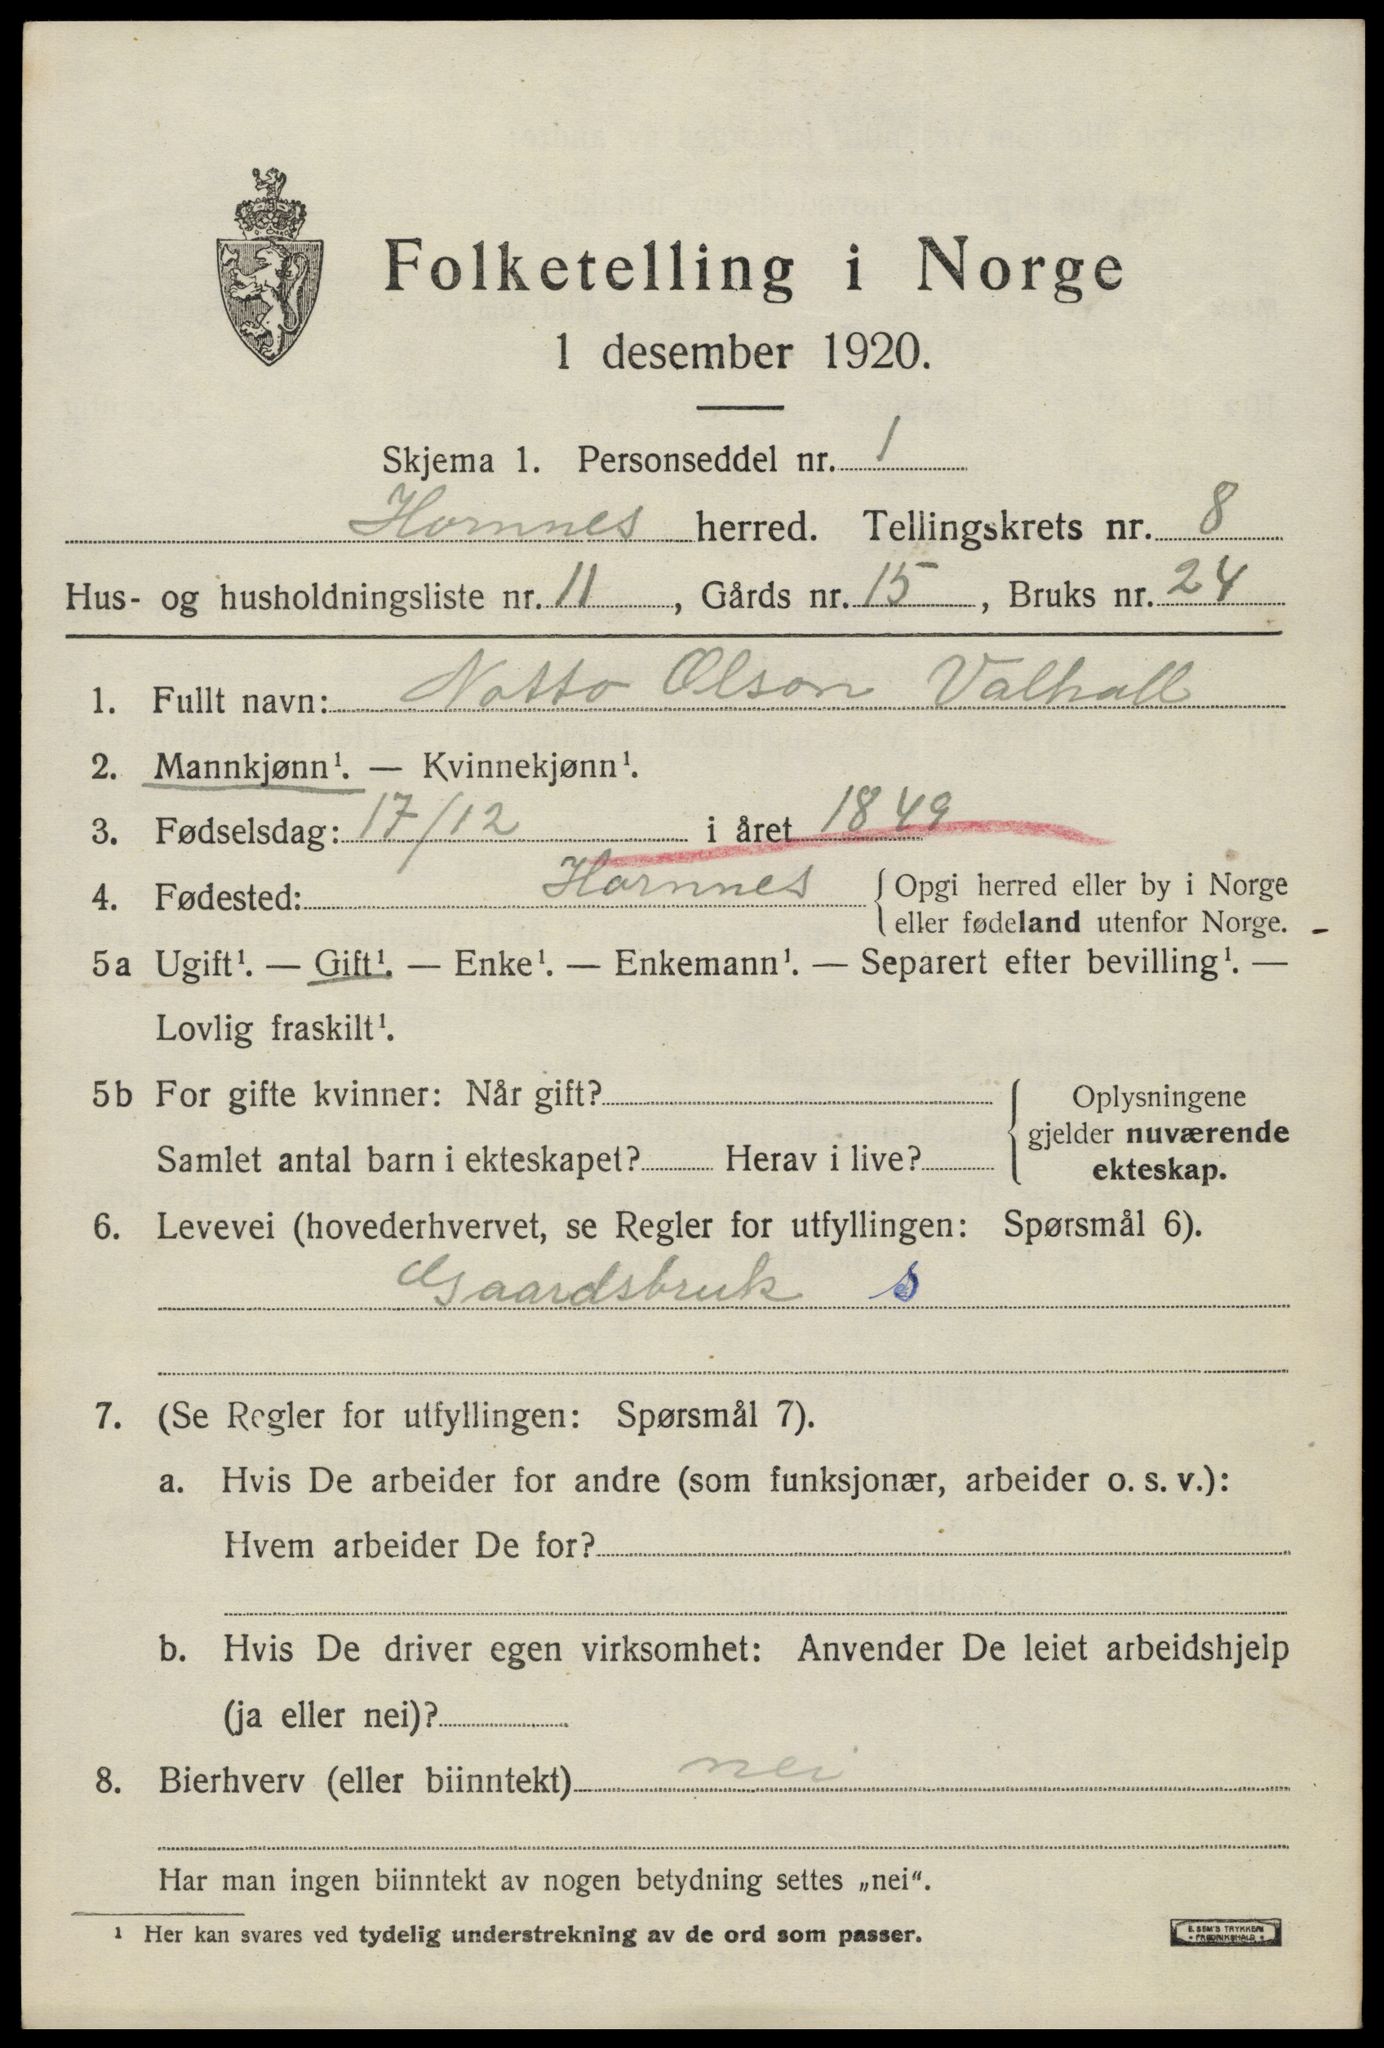 Folketelling i Norge
1 desember 1920.
Skjema 1. Personseddel nr. 1
Hornnes herred. Tellingskrets nr. 8
Hus- og husholdningsliste nr. 11, Gårds nr. 15, Bruks nr. 24
1. Fullt navn: Notto Olson Valhall
2. Mannkjønn¹. — Kvinnekjønn¹.
3. Fødselsdag: 17/12 i året 1849
4. Fødested: Hornnes { Opgi herred eller by i Norge
eller fødeland utenfor Norge.
5a Ugift¹. — Gift¹. — Enke¹. — Enkemann¹. — Separert efter bevilling¹. —
Lovlig fraskilt¹.
5b For gifte kvinner: Når gift? { Oplysningene
gjelder nuværende
Samlet antal barn i ekteskapet? Herav i live? ekteskap.
6. Levevei (hovederhvervet, se Regler for utfyllingen: Spørsmål 6).
Gaardsbruk s
7. (Se Regler for utfyllingen: Spørsmål 7).
a. Hvis De arbeider for andre (som funksjonær, arbeider o. s. v.):
Hvem arbeider De for?
b. Hvis De driver egen virksomhet: Anvender De leiet arbeidshjelp
(ja eller nei)?
8. Bierhverv (eller biinntekt) nei
Har man ingen biinntekt av nogen betydning settes „nei“.
¹ Her kan svares ved tydelig understrekning av de ord som passer.
E. SEM'S TRYKKERI
• FREDRIKSHALD •